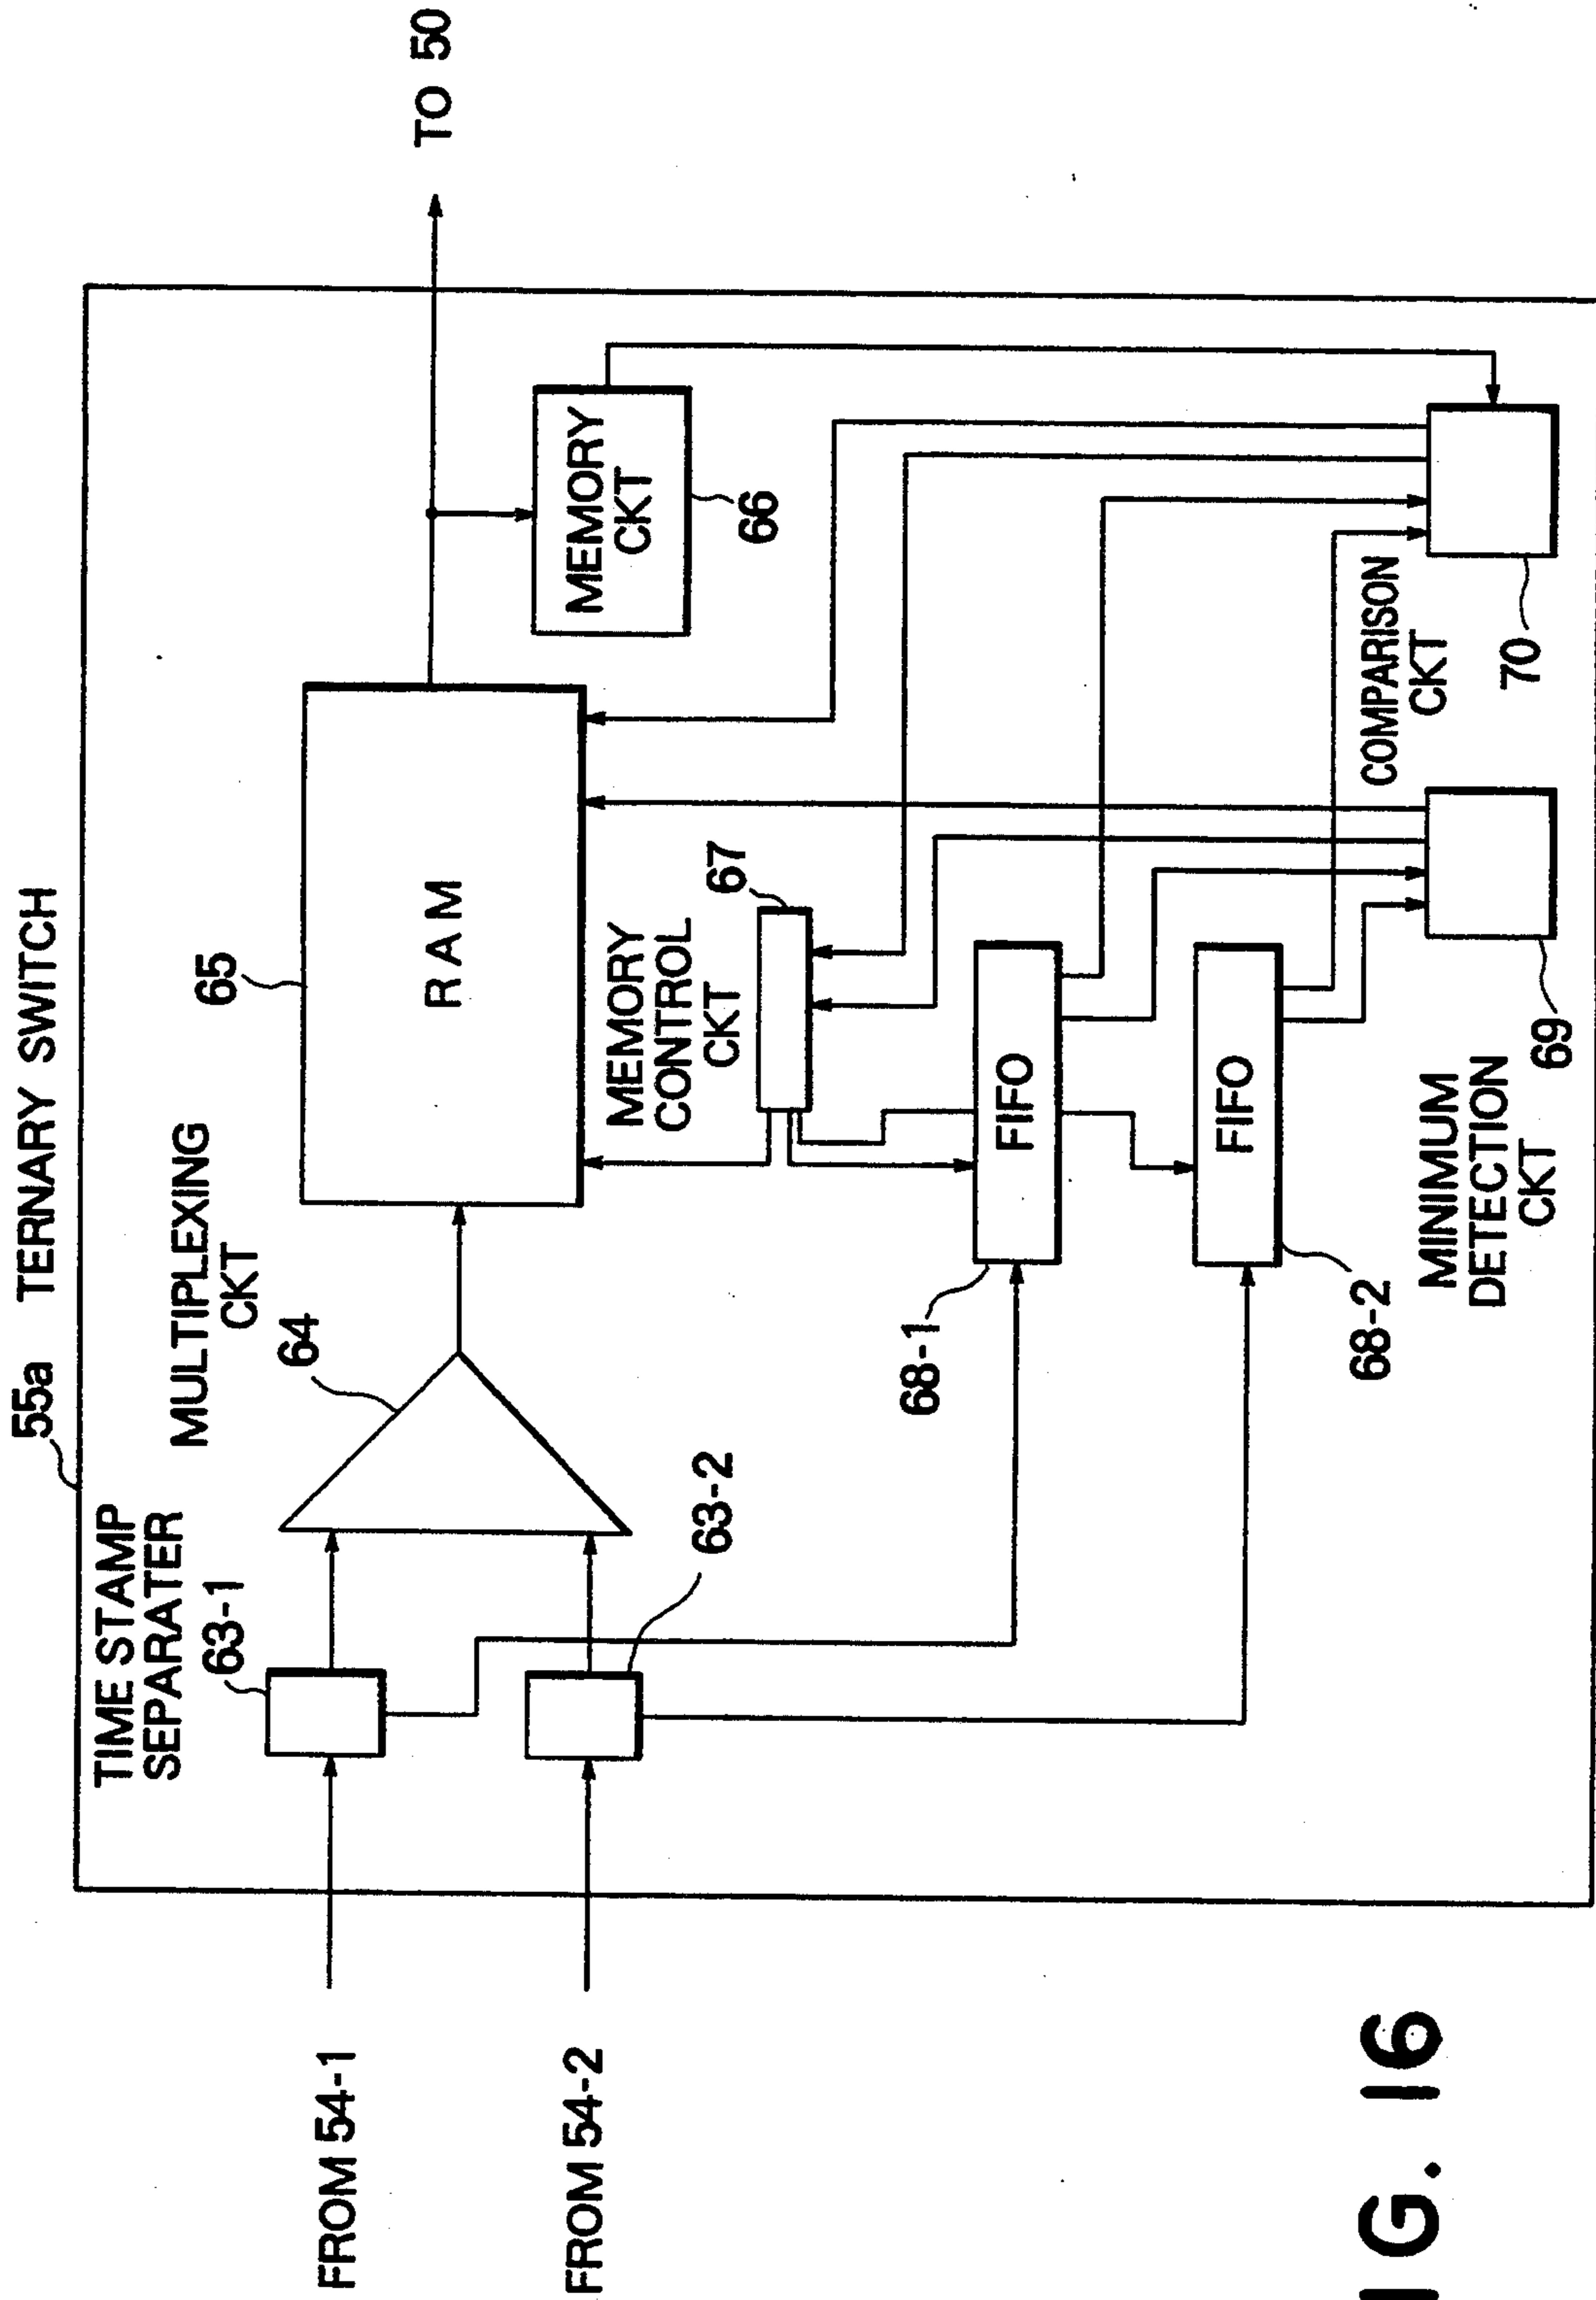 55a TERNARY SWITCH
TIME STAMP
SEPARATER
63-1
MULTIPLEXING
CKT
64
65
RAM
TO 50
FROM 54-1
FROM 54-2
63-2
MEMORY
CONTROL
CKT
67
MEMORY
CKT
66
68-1
FIFO
FIFO
68-2
MINIMUM
DETECTION
CKT
69
COMPARISON
CKT
70
IG. 16